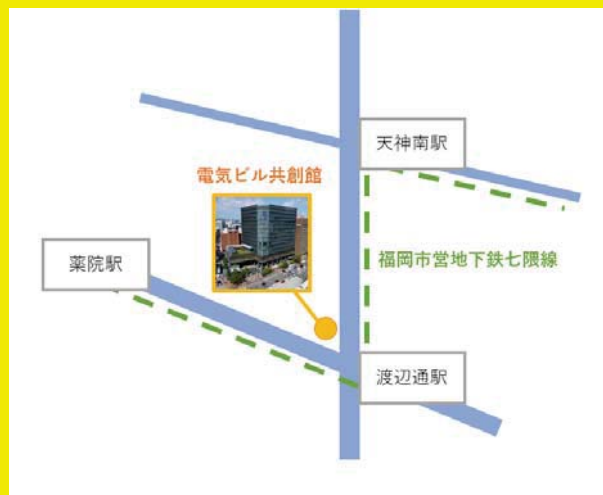 天神南駅
電気ビル共創館
薬院駅
福岡市営地下鉄七隈線
渡辺通駅